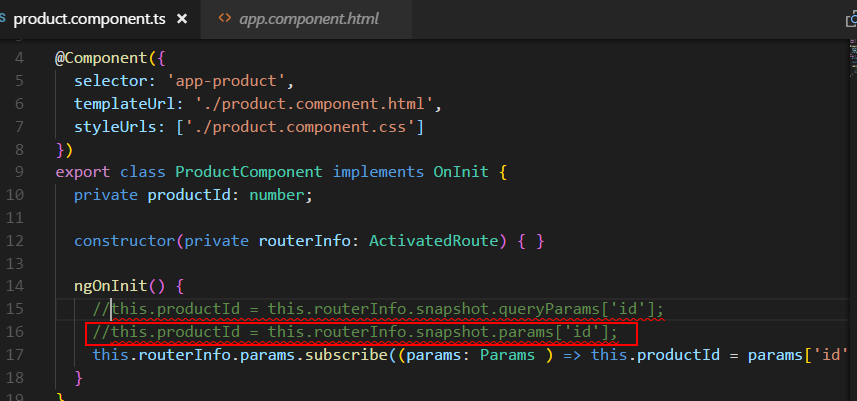 product.component.ts
app.component.html
4 @Component({
5 selector: 'app-product',
6 templateUrl: './product.component.html',
7 styleUrls: ['./product.component.css']
8 })
9 export class ProductComponent implements OnInit {
10 private productId: number;
11
12 constructor(private routerInfo: ActivatedRoute) { }
13
14 ngOnInit() {
15 //this.productId = this.routerInfo.snapshot.queryParams['id'];
16 //this.productId = this.routerInfo.snapshot.params['id'];
17 this.routerInfo.params.subscribe((params: Params ) => this.productId = params['id'
18 }
19 }